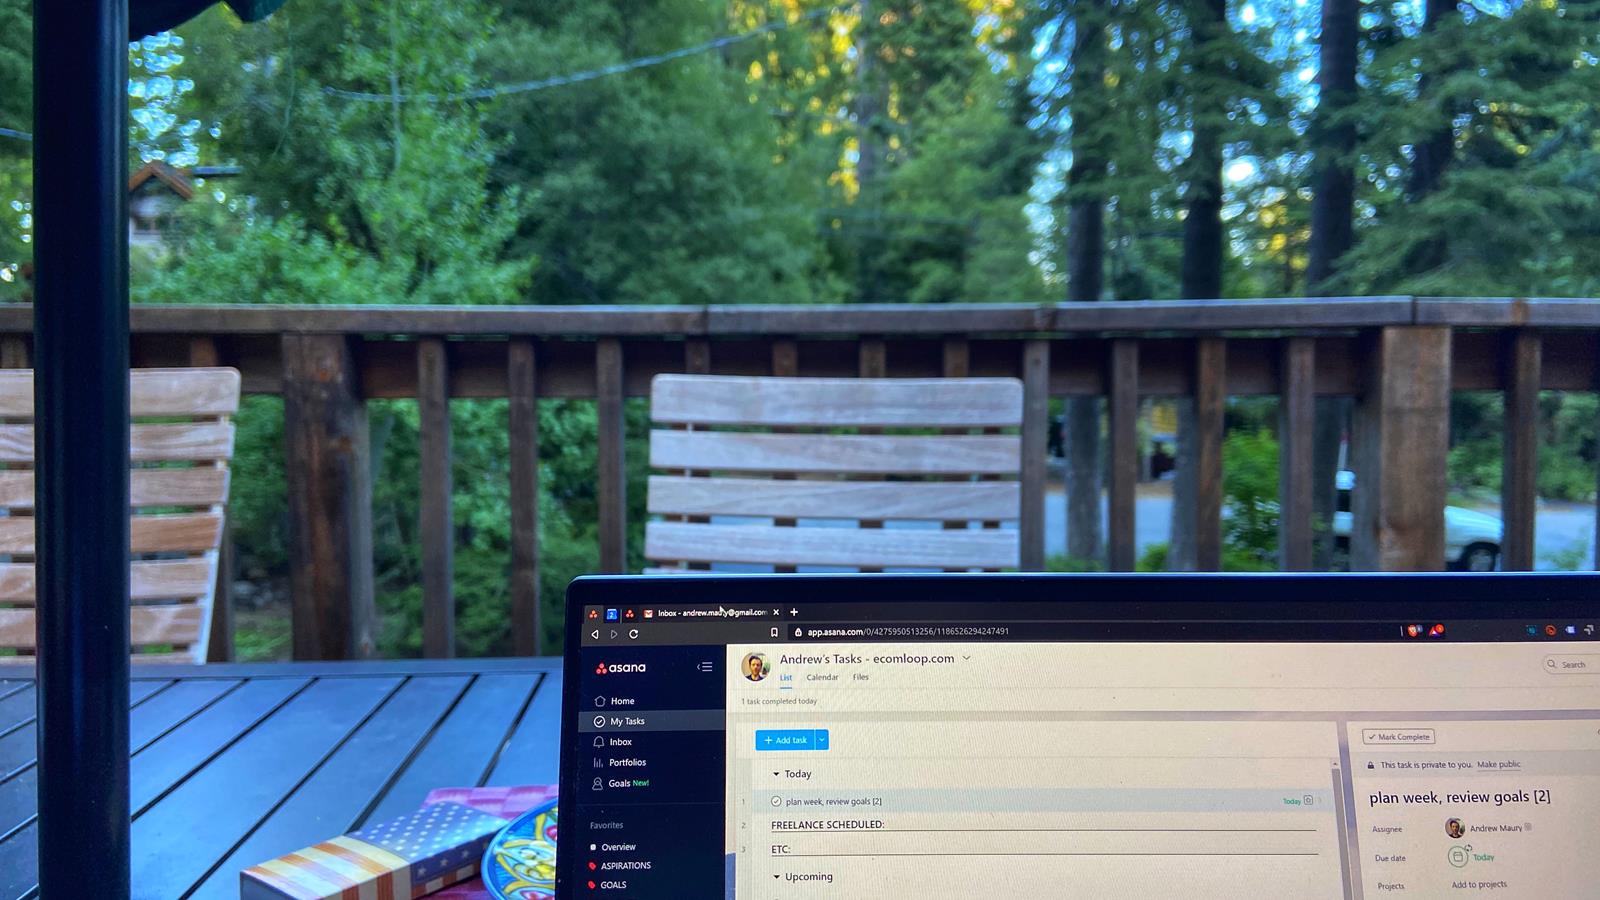 Inbox - andrew.maury@gmail.com
app.asana.com/0/4275950513256/1186526294247491
asana
Andrew's Tasks - ecomloop.com
List Calendar Files
Search
1 task completed today
Home
My Tasks
Inbox
Portfolios
Goals New!
Favorites
Overview
ASPIRATIONS
GOALS
+ Add task
Today
1 plan week, review goals [2] Today
2 FREELANCE SCHEDULED:
3 ETC:
Upcoming
Mark Complete
This task is private to you. Make public
plan week, review goals [2]
Assignee Andrew Maury
Due date Today
Projects Add to projects